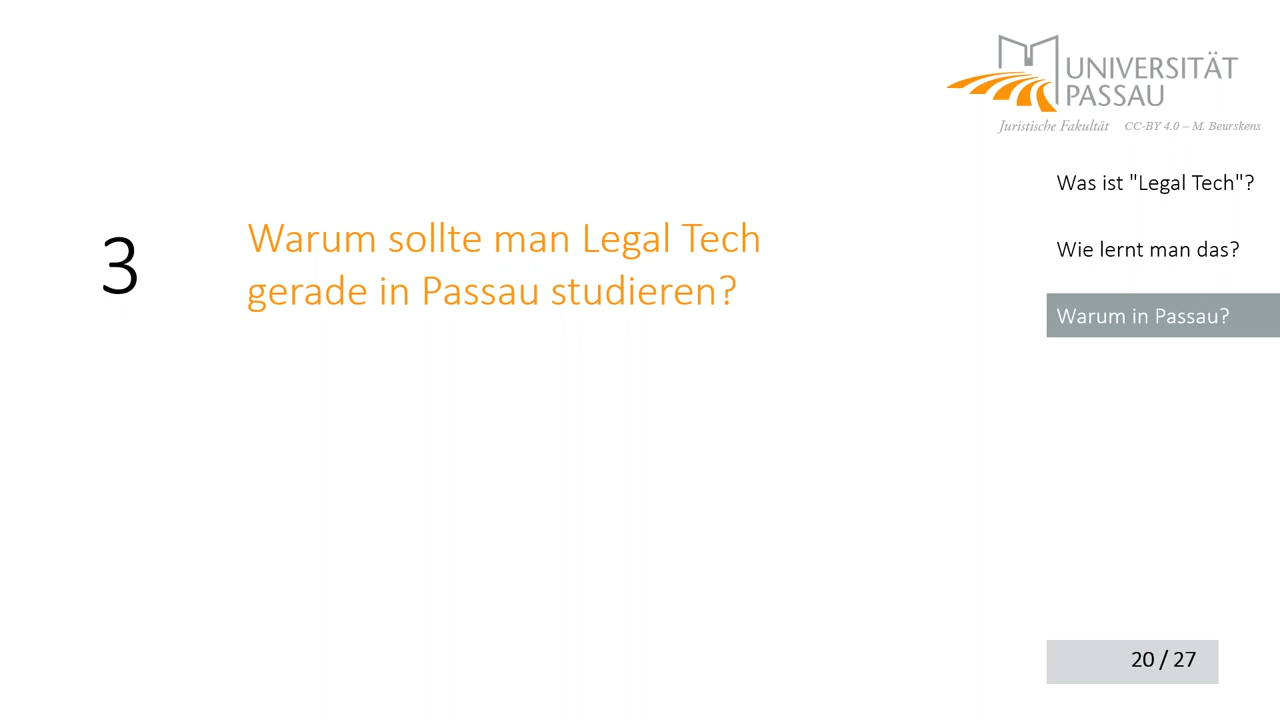 UNIVERSITÄT
PASSAU
Juristische Fakultät CC-BY 4.0 – M. Beurskens
3
Warum sollte man Legal Tech
gerade in Passau studieren?
Was ist "Legal Tech"?
Wie lernt man das?
Warum in Passau?
20 / 27